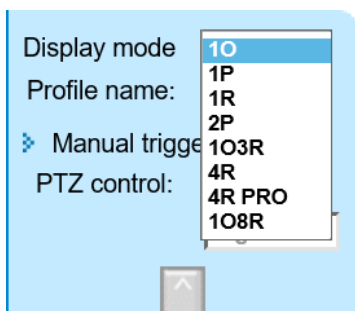 Display mode
1O
1P
Profile name:
1R
2P
Manual trigge
1O3R
PTZ control:
4R
4R PRO
1O8R